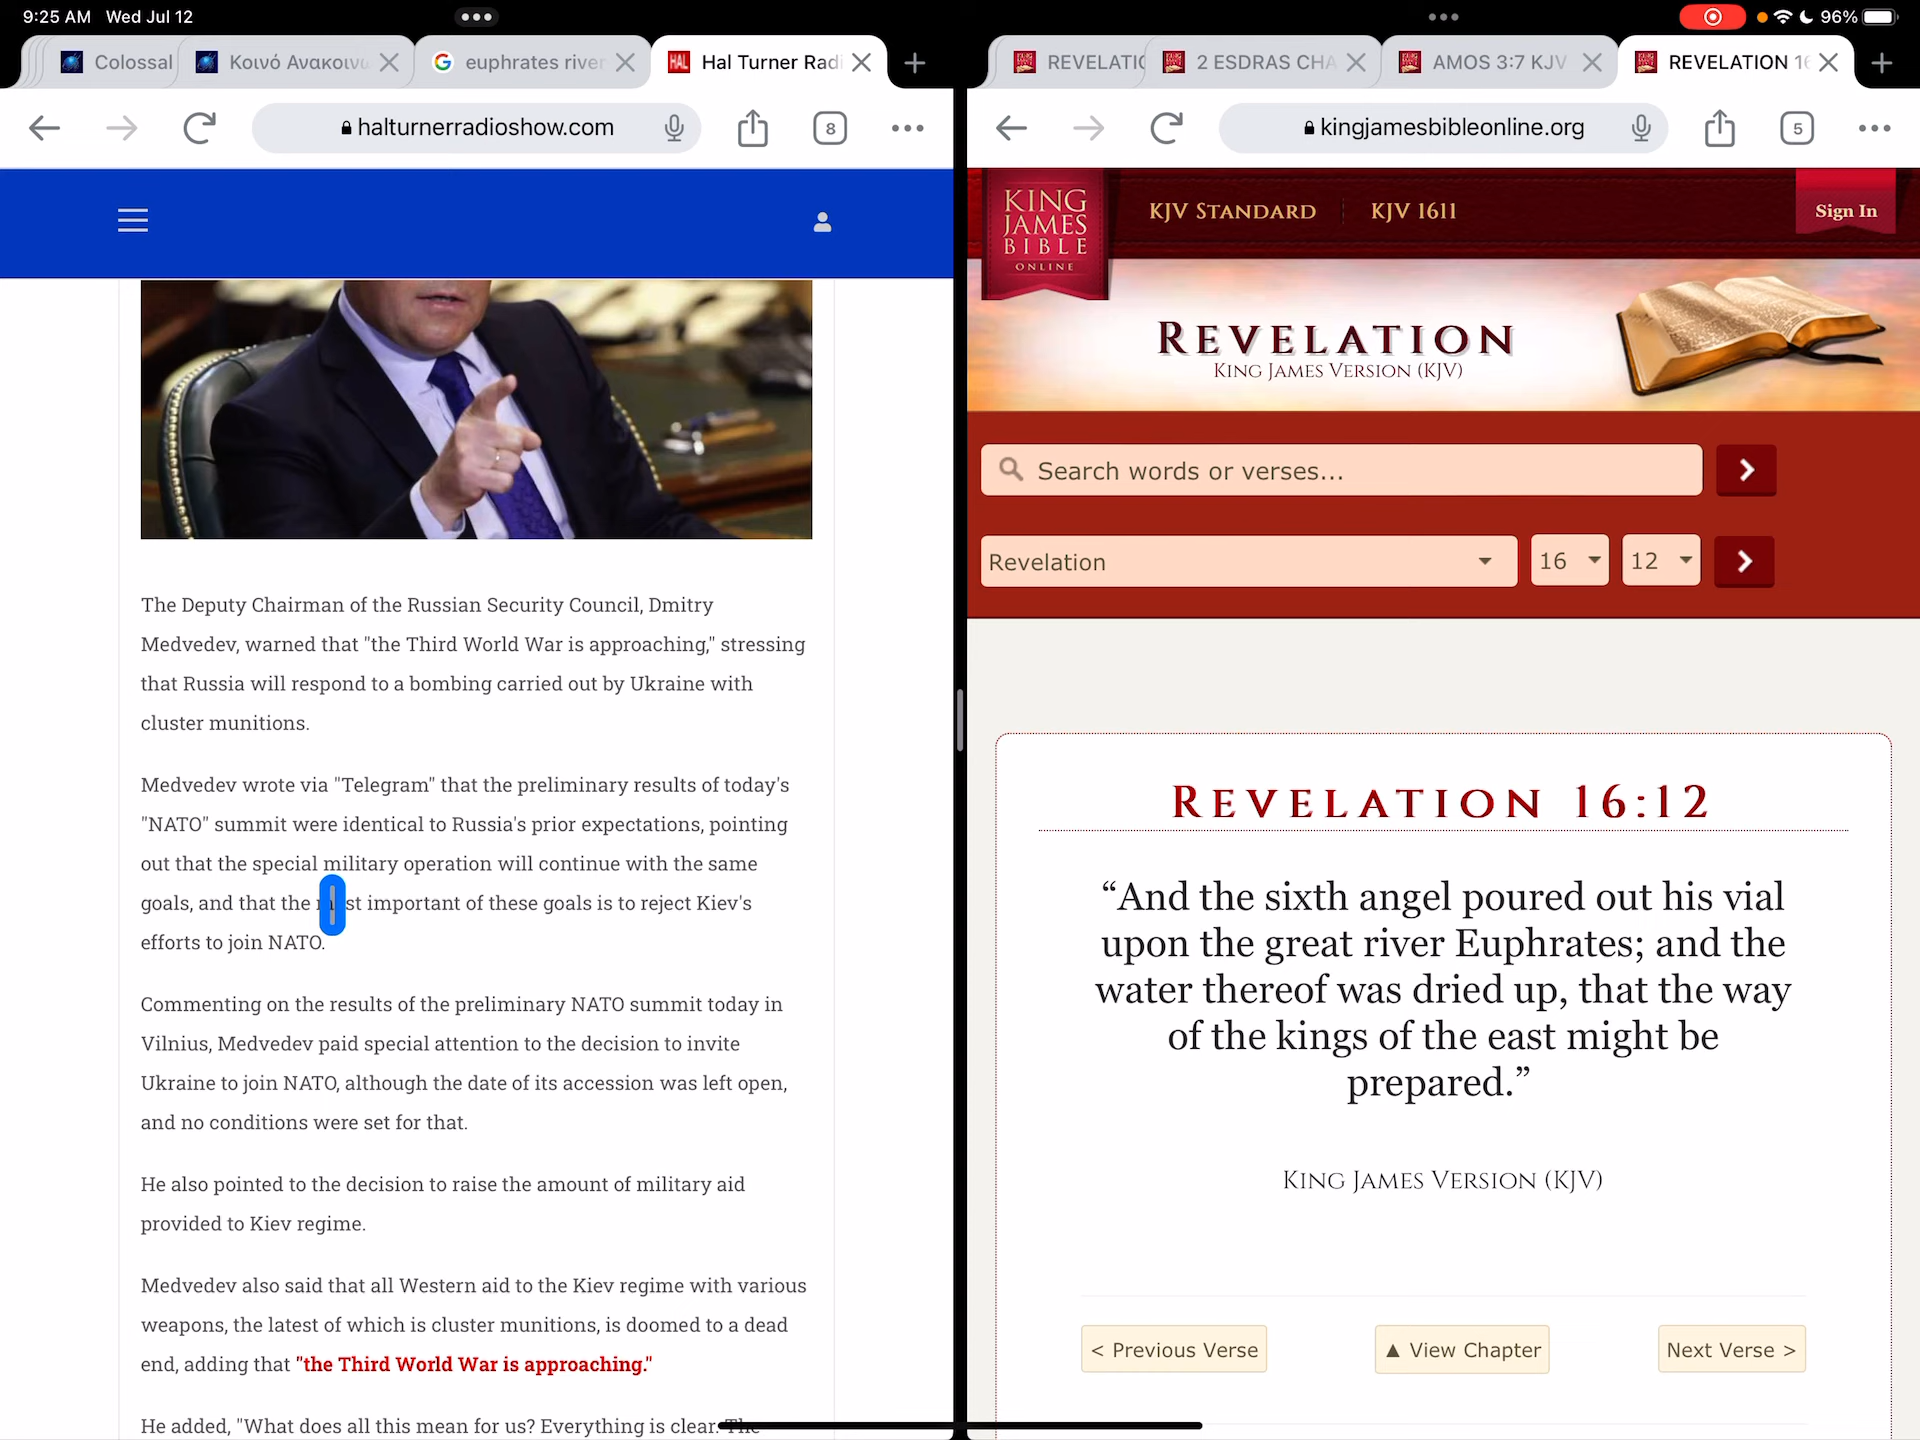 9:25 AM Wed Jul 12
96%
Colossal
Κοινό Ανακοινω
euphrates river
Hal Turner Radi
halturnerradioshow.com
8
The Deputy Chairman of the Russian Security Council, Dmitry
Medvedev, warned that "the Third World War is approaching," stressing
that Russia will respond to a bombing carried out by Ukraine with
cluster munitions.
Medvedev wrote via "Telegram" that the preliminary results of today's
"NATO" summit were identical to Russia's prior expectations, pointing
out that the special military operation will continue with the same
goals, and that the most important of these goals is to reject Kiev's
efforts to join NATO.
Commenting on the results of the preliminary NATO summit today in
Vilnius, Medvedev paid special attention to the decision to invite
Ukraine to join NATO, although the date of its accession was left open,
and no conditions were set for that.
He also pointed to the decision to raise the amount of military aid
provided to Kiev regime.
Medvedev also said that all Western aid to the Kiev regime with various
weapons, the latest of which is cluster munitions, is doomed to a dead
end, adding that "the Third World War is approaching."
He added, "What does all this mean for us? Everything is clear. The
REVELATIO
2 ESDRAS CHA
AMOS 3:7 KJV
REVELATION 16
kingjamesbibleonline.org
5
KING
JAMES
BIBLE
ONLINE
KJV STANDARD
KJV 1611
Sign In
REVELATION
KING JAMES VERSION (KJV)
Search words or verses...
Revelation
16
12
REVELATION 16:12
“And the sixth angel poured out his vial
upon the great river Euphrates; and the
water thereof was dried up, that the way
of the kings of the east might be
prepared.”
KING JAMES VERSION (KJV)
< Previous Verse
▲ View Chapter
Next Verse >